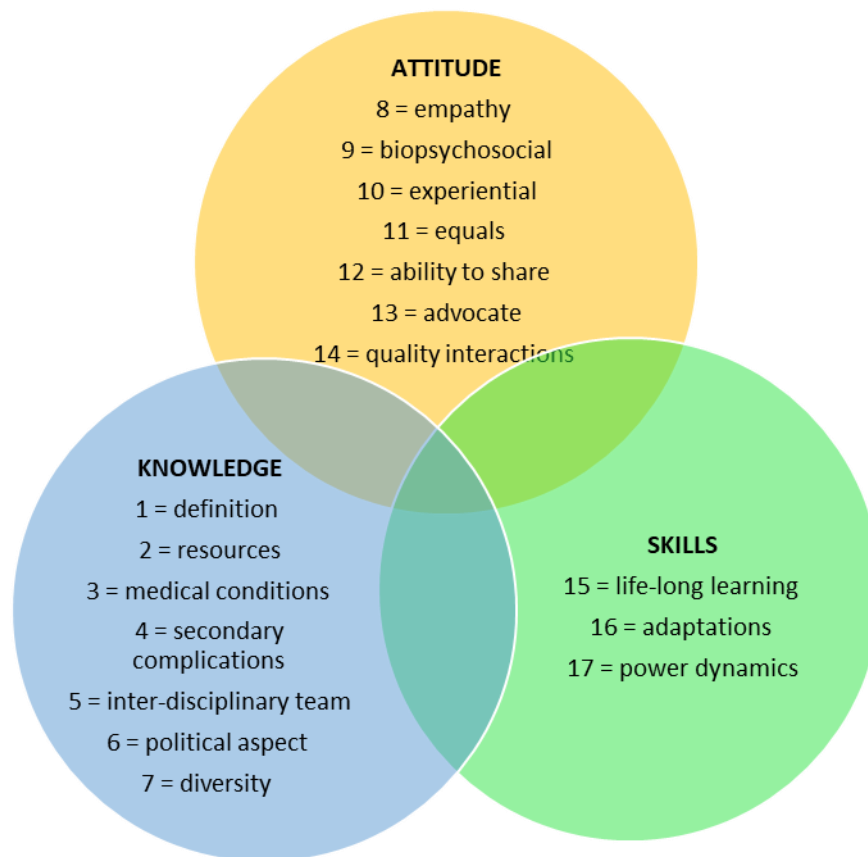 ATTITUDE
8 = empathy
9 = biopsychosocial
10 = experiential
11 = equals
12 = ability to share
13 = advocate
14 = quality interactions
KNOWLEDGE
1 = definition
2 = resources
3 = medical conditions
4 = secondary
complications
5 = inter-disciplinary team
6 = political aspect
7 = diversity
SKILLS
15 = life-long learning
16 = adaptations
17 = power dynamics